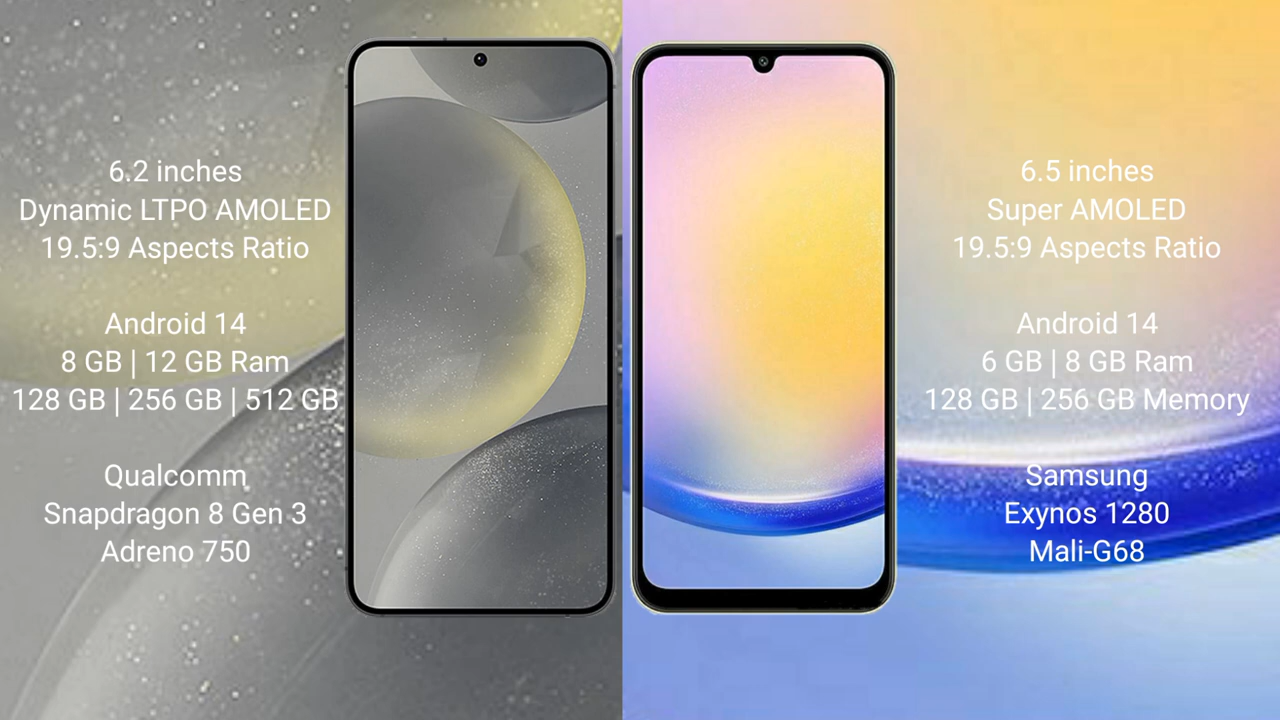 6.2 inches
Dynamic LTPO AMOLED
19.5:9 Aspects Ratio
Android 14
8 GB | 12 GB Ram
128 GB | 256 GB | 512 GB
Qualcomm
Snapdragon 8 Gen 3
Adreno 750
6.5 inches
Super AMOLED
19.5:9 Aspects Ratio
Android 14
6 GB | 8 GB Ram
128 GB | 256 GB Memory
Samsung
Exynos 1280
Mali-G68